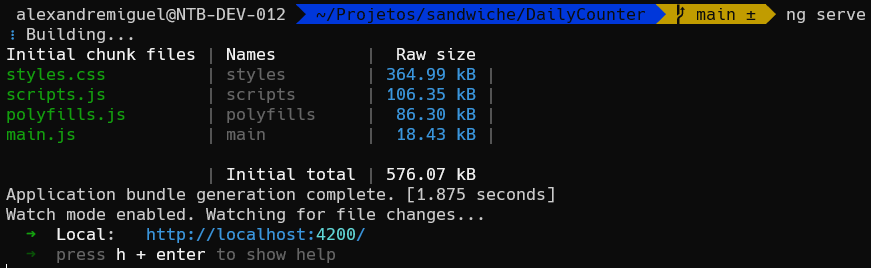 alexandremiguel@NTB-DEV-012 ~/Projetos/sandwiche/DailyCounter main ± ng serve
Building...
Initial chunk files | Names | Raw size
styles.css | styles | 364.99 kB |
scripts.js | scripts | 106.35 kB |
polyfills.js | polyfills | 86.30 kB |
main.js | main | 18.43 kB |
| Initial total | 576.07 kB
Application bundle generation complete. [1.875 seconds]
Watch mode enabled. Watching for file changes...
➜ Local: http://localhost:4200/
➜ press h + enter to show help